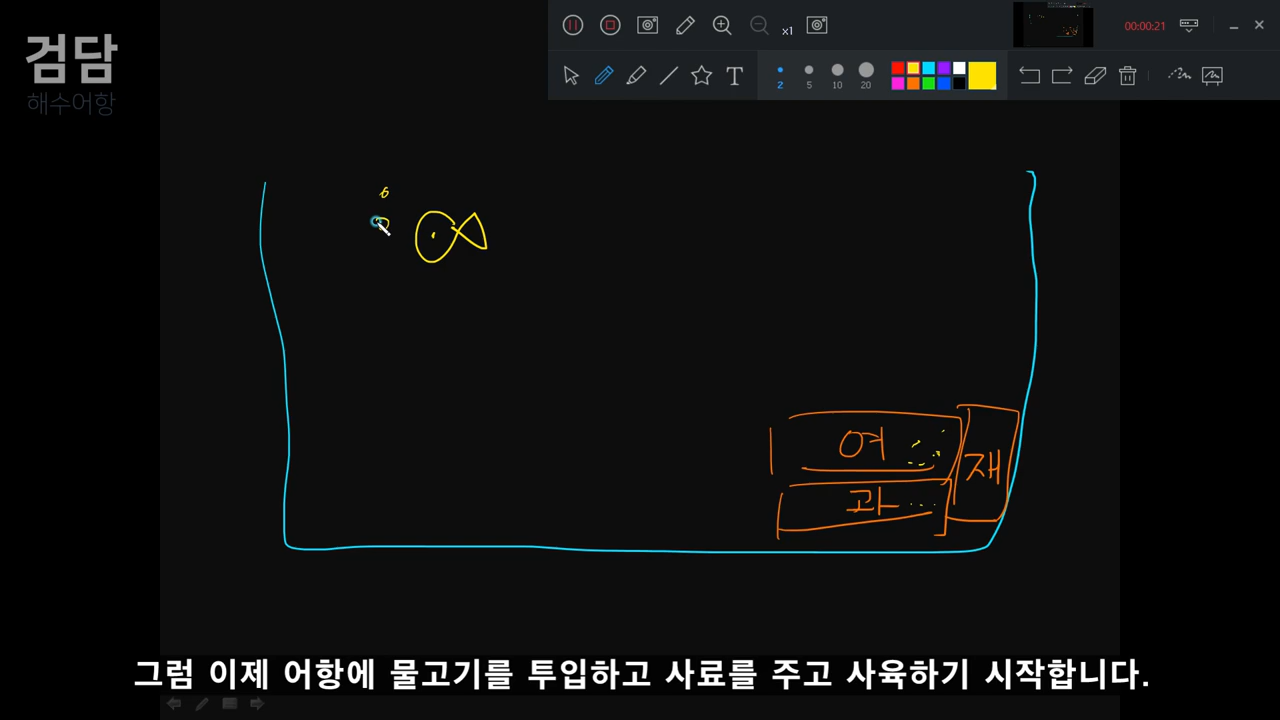 검담
해수어항
x1
00:00:21
T
2
5
10
20
여
과
재
그럼 이제 어항에 물고기를 투입하고 사료를 주고 사육하기 시작합니다.